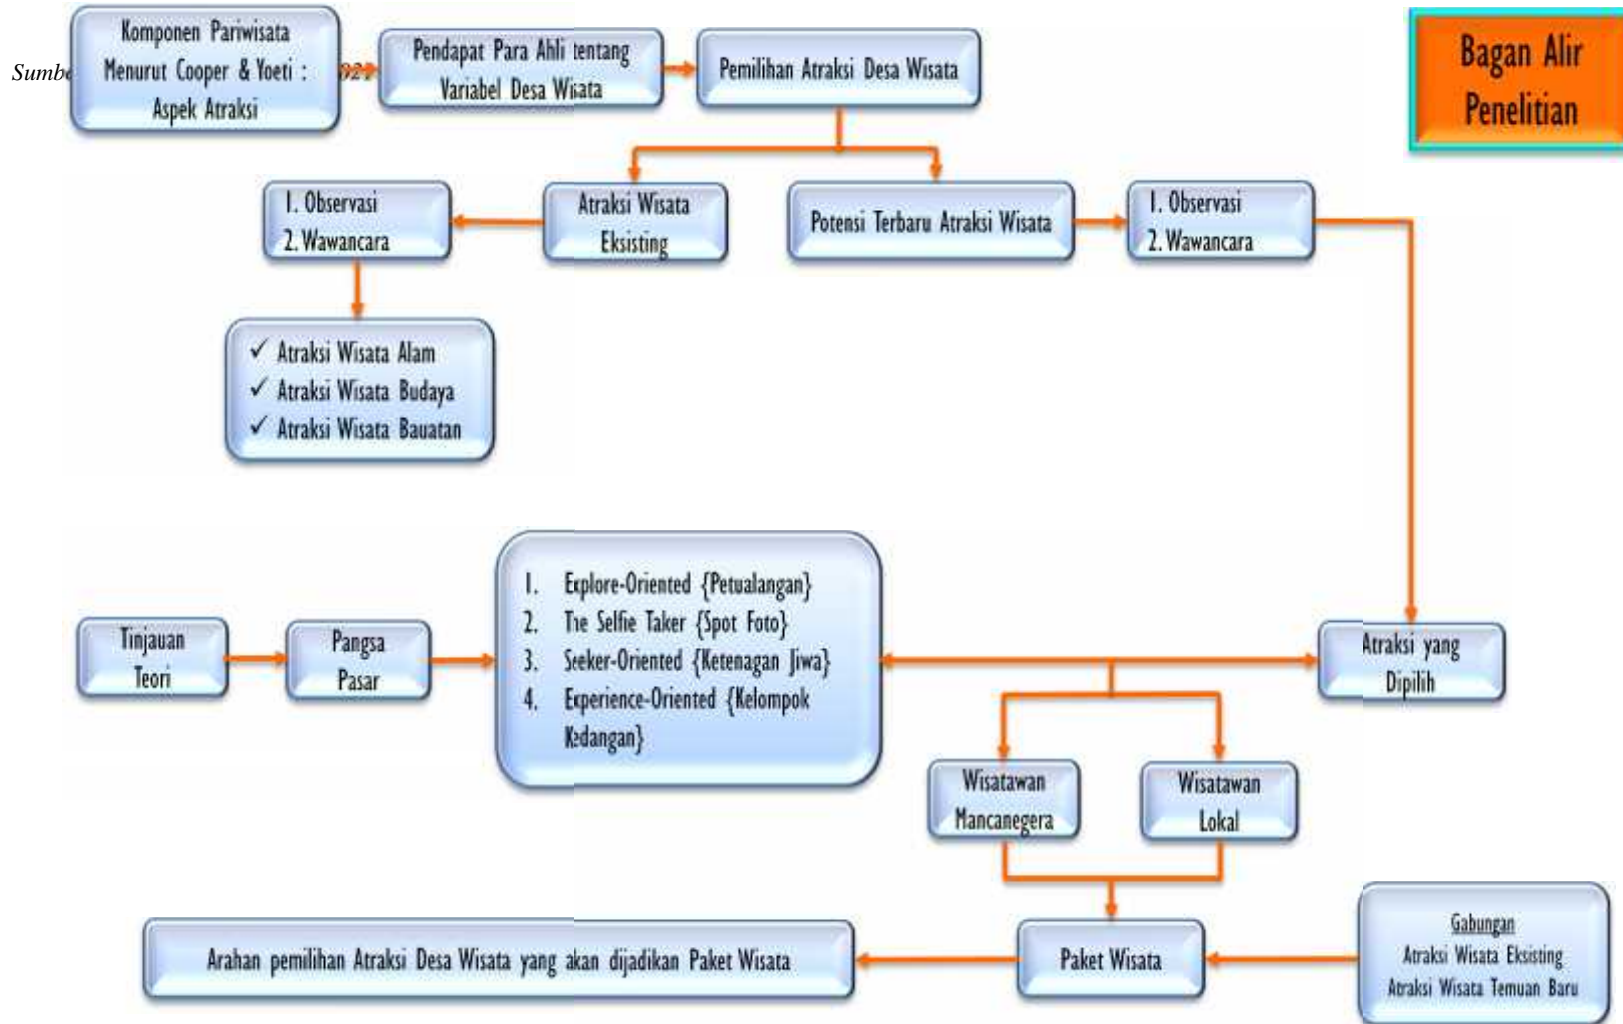 Komponen Pariwisata
Menurut Cooper & Yoeti :
Aspek Atraksi
Pendapat Para Ahli tentang
Variabel Desa Wisata
Pemilihan Atraksi Desa Wisata
Bagan Alir
Penelitian
1. Observasi
2. Wawancara
Atraksi Wisata
Eksisting
Potensi Terbaru Atraksi Wisata
1. Observasi
2. Wawancara
✓ Atraksi Wisata Alam
✓ Atraksi Wisata Budaya
✓ Atraksi Wisata Bauatan
Tinjauan
Teori
Pangsa
Pasar
1. Explore-Oriented {Petualangan}
2. The Selfie Taker {Spot Foto}
3. Seeker-Oriented {Ketenagan Jiwa}
4. Experience-Oriented {Kelompok
Kedangan}
Atraksi yang
Dipilih
Wisatawan
Mancanegera
Wisatawan
Lokal
Arahan pemilihan Atraksi Desa Wisata yang akan dijadikan Paket Wisata
Paket Wisata
Gabungan
Atraksi Wisata Eksisting
Atraksi Wisata Temuan Baru